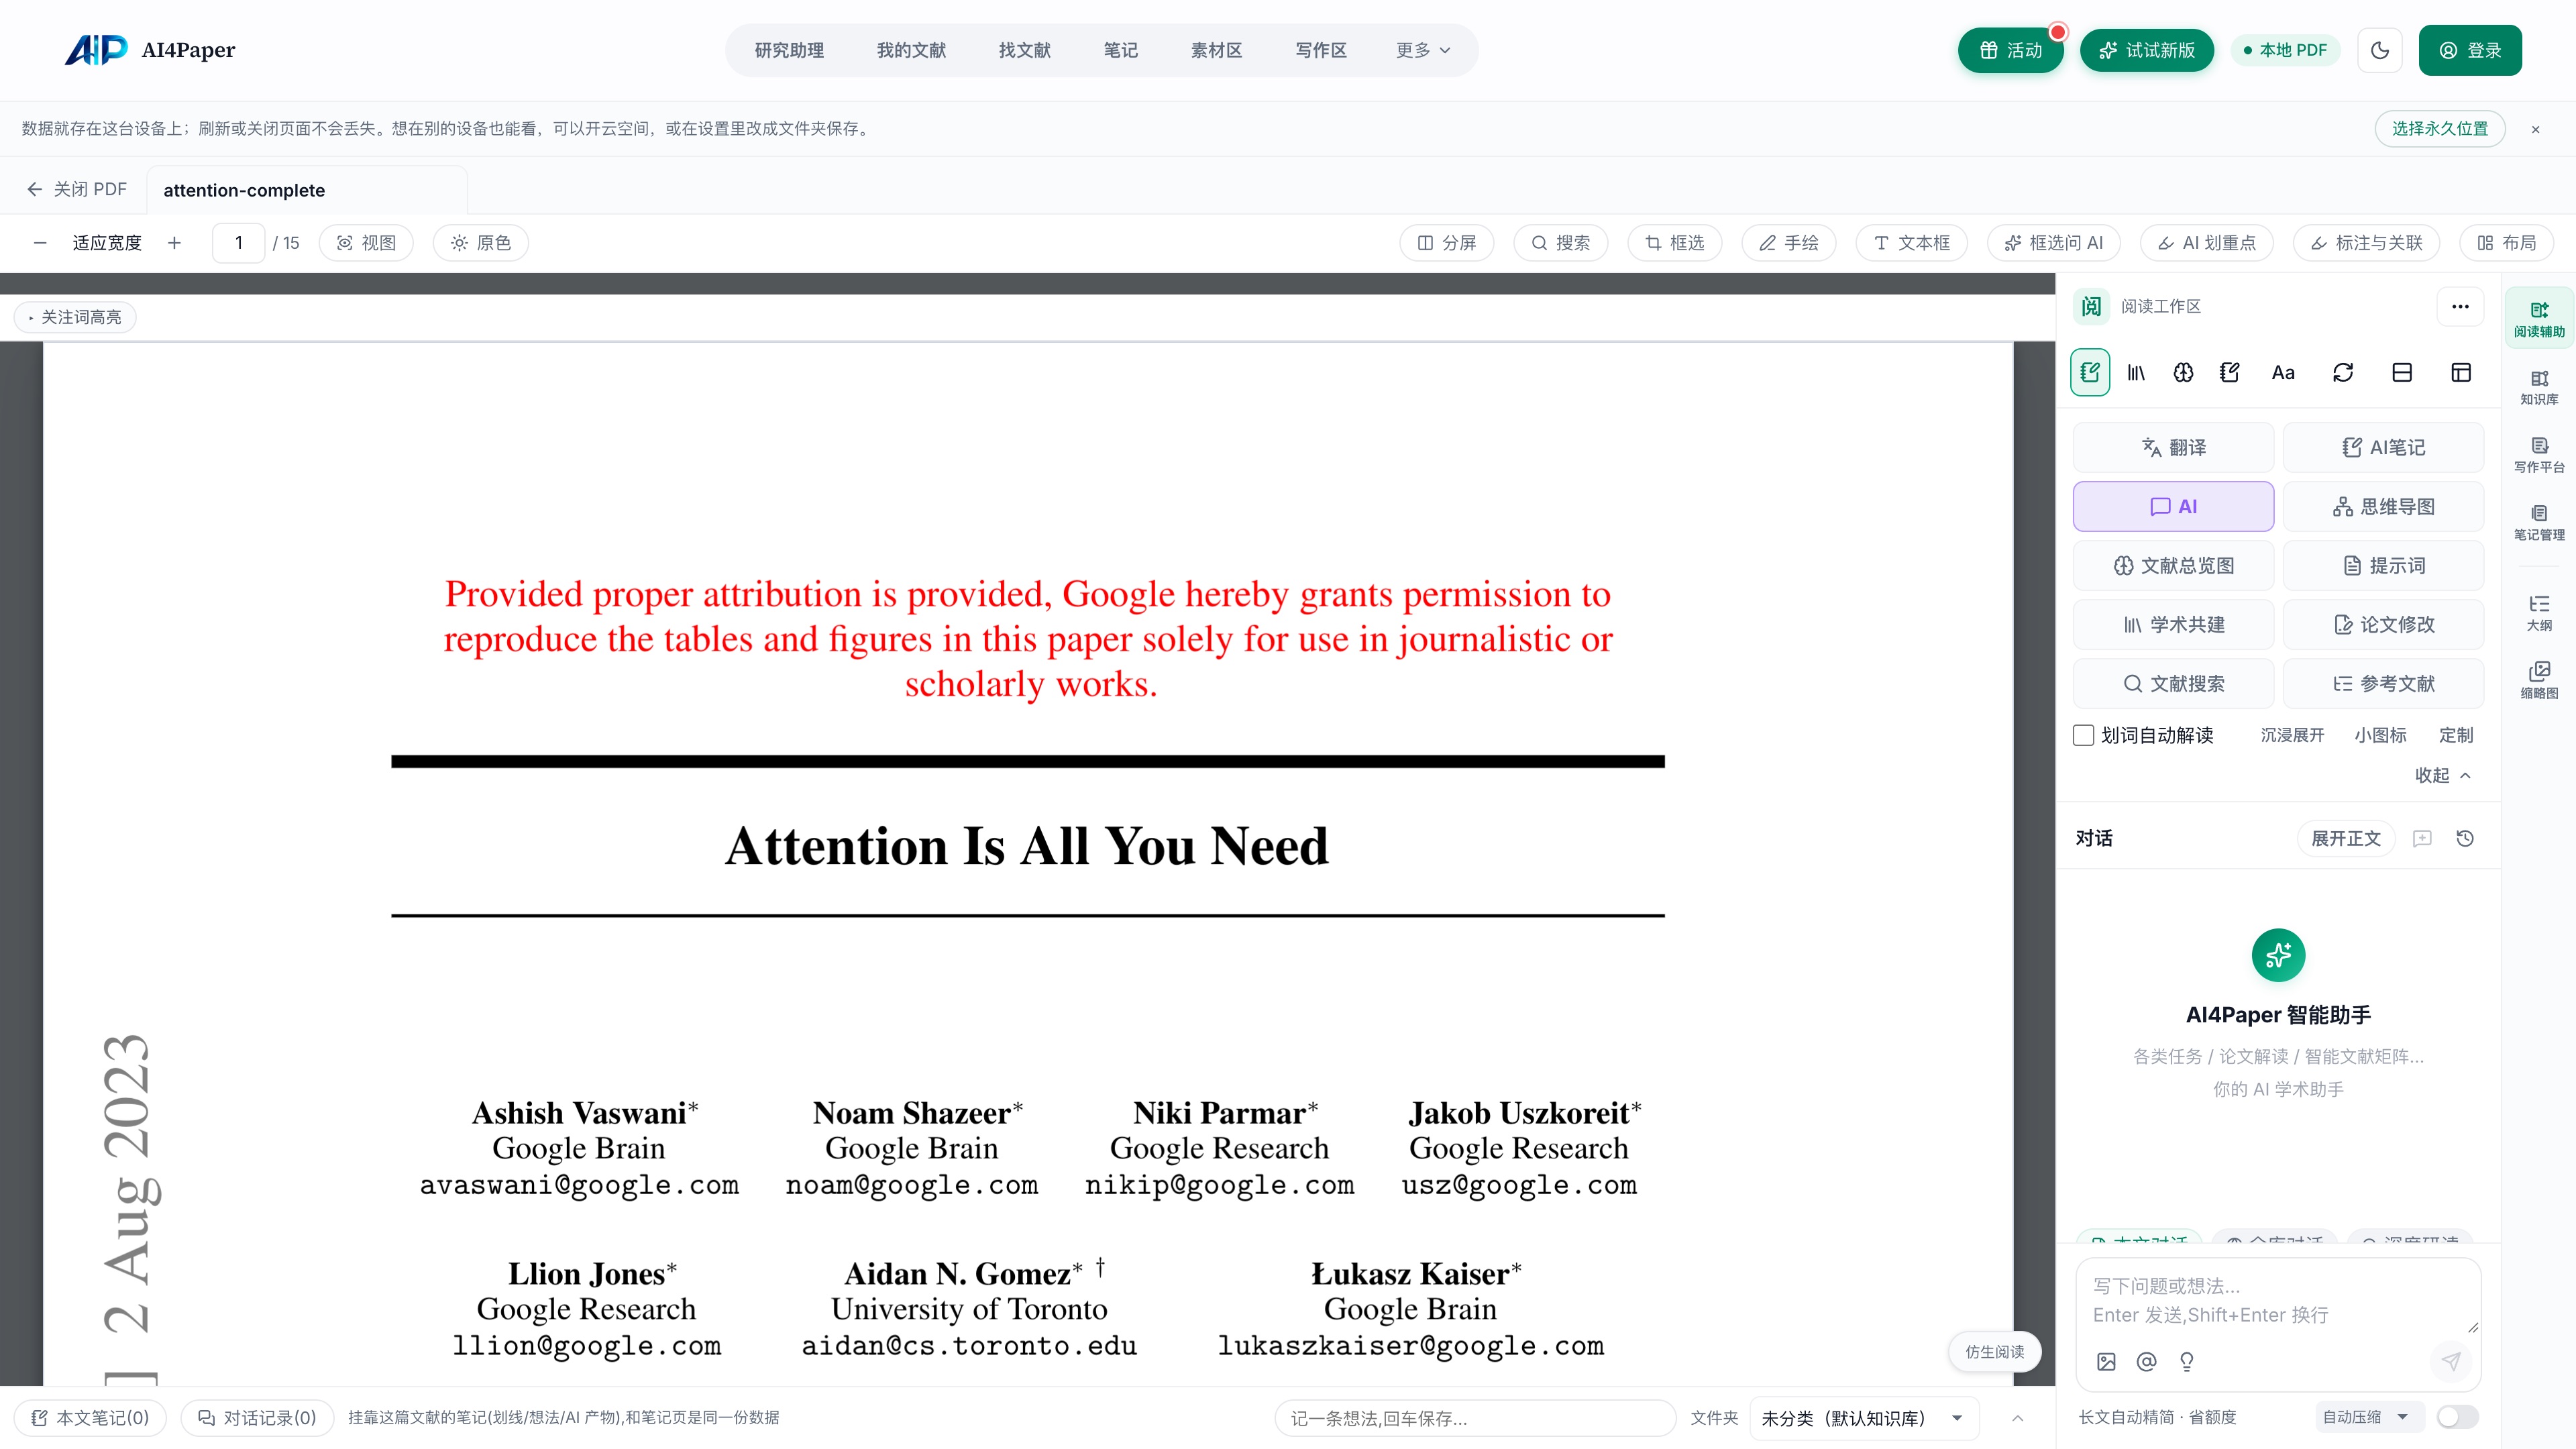 AI4Paper
研究助理 我的文献 找文献 笔记 素材区 写作区 更多
活动 试试新版 本地 PDF 登录
数据就存在这台设备上；刷新或关闭页面不会丢失。想在别的设备也能看，可以开云空间，或在设置里改成文件夹保存。
选择永久位置 ×
关闭 PDF attention-complete
适应宽度 1 / 15 视图 原色
分屏 搜索 框选 手绘 文本框 框选问 AI AI 划重点 标注与关联 布局
关注词高亮
Provided proper attribution is provided, Google hereby grants permission to
reproduce the tables and figures in this paper solely for use in journalistic or
scholarly works.
Attention Is All You Need
Ashish Vaswani* Noam Shazeer* Niki Parmar* Jakob Uszkoreit*
Google Brain Google Brain Google Research Google Research
avaswani@google.com noam@google.com nikip@google.com usz@google.com
Llion Jones* Aidan N. Gomez* † Łukasz Kaiser*
Google Research University of Toronto Google Brain
llion@google.com aidan@cs.toronto.edu lukaszkaiser@google.com
] 2 Aug 2023
仿生阅读
阅 阅读工作区
Aa
翻译 AI笔记
AI 思维导图
文献总览图 提示词
学术共建 论文修改
文献搜索 参考文献
划词自动解读 沉浸展开 小图标 定制
收起
对话 展开正文
AI4Paper 智能助手
各类任务 / 论文解读 / 智能文献矩阵...
你的 AI 学术助手
本文对话 全库对话 深度研读
写下问题或想法...
Enter 发送,Shift+Enter 换行
长文自动精简 · 省额度 自动压缩
阅读辅助
知识库
写作平台
笔记管理
大纲
缩略图
本文笔记(0) 对话记录(0) 挂靠这篇文献的笔记(划线/想法/AI 产物),和笔记页是同一份数据
记一条想法,回车保存... 文件夹 未分类（默认知识库）